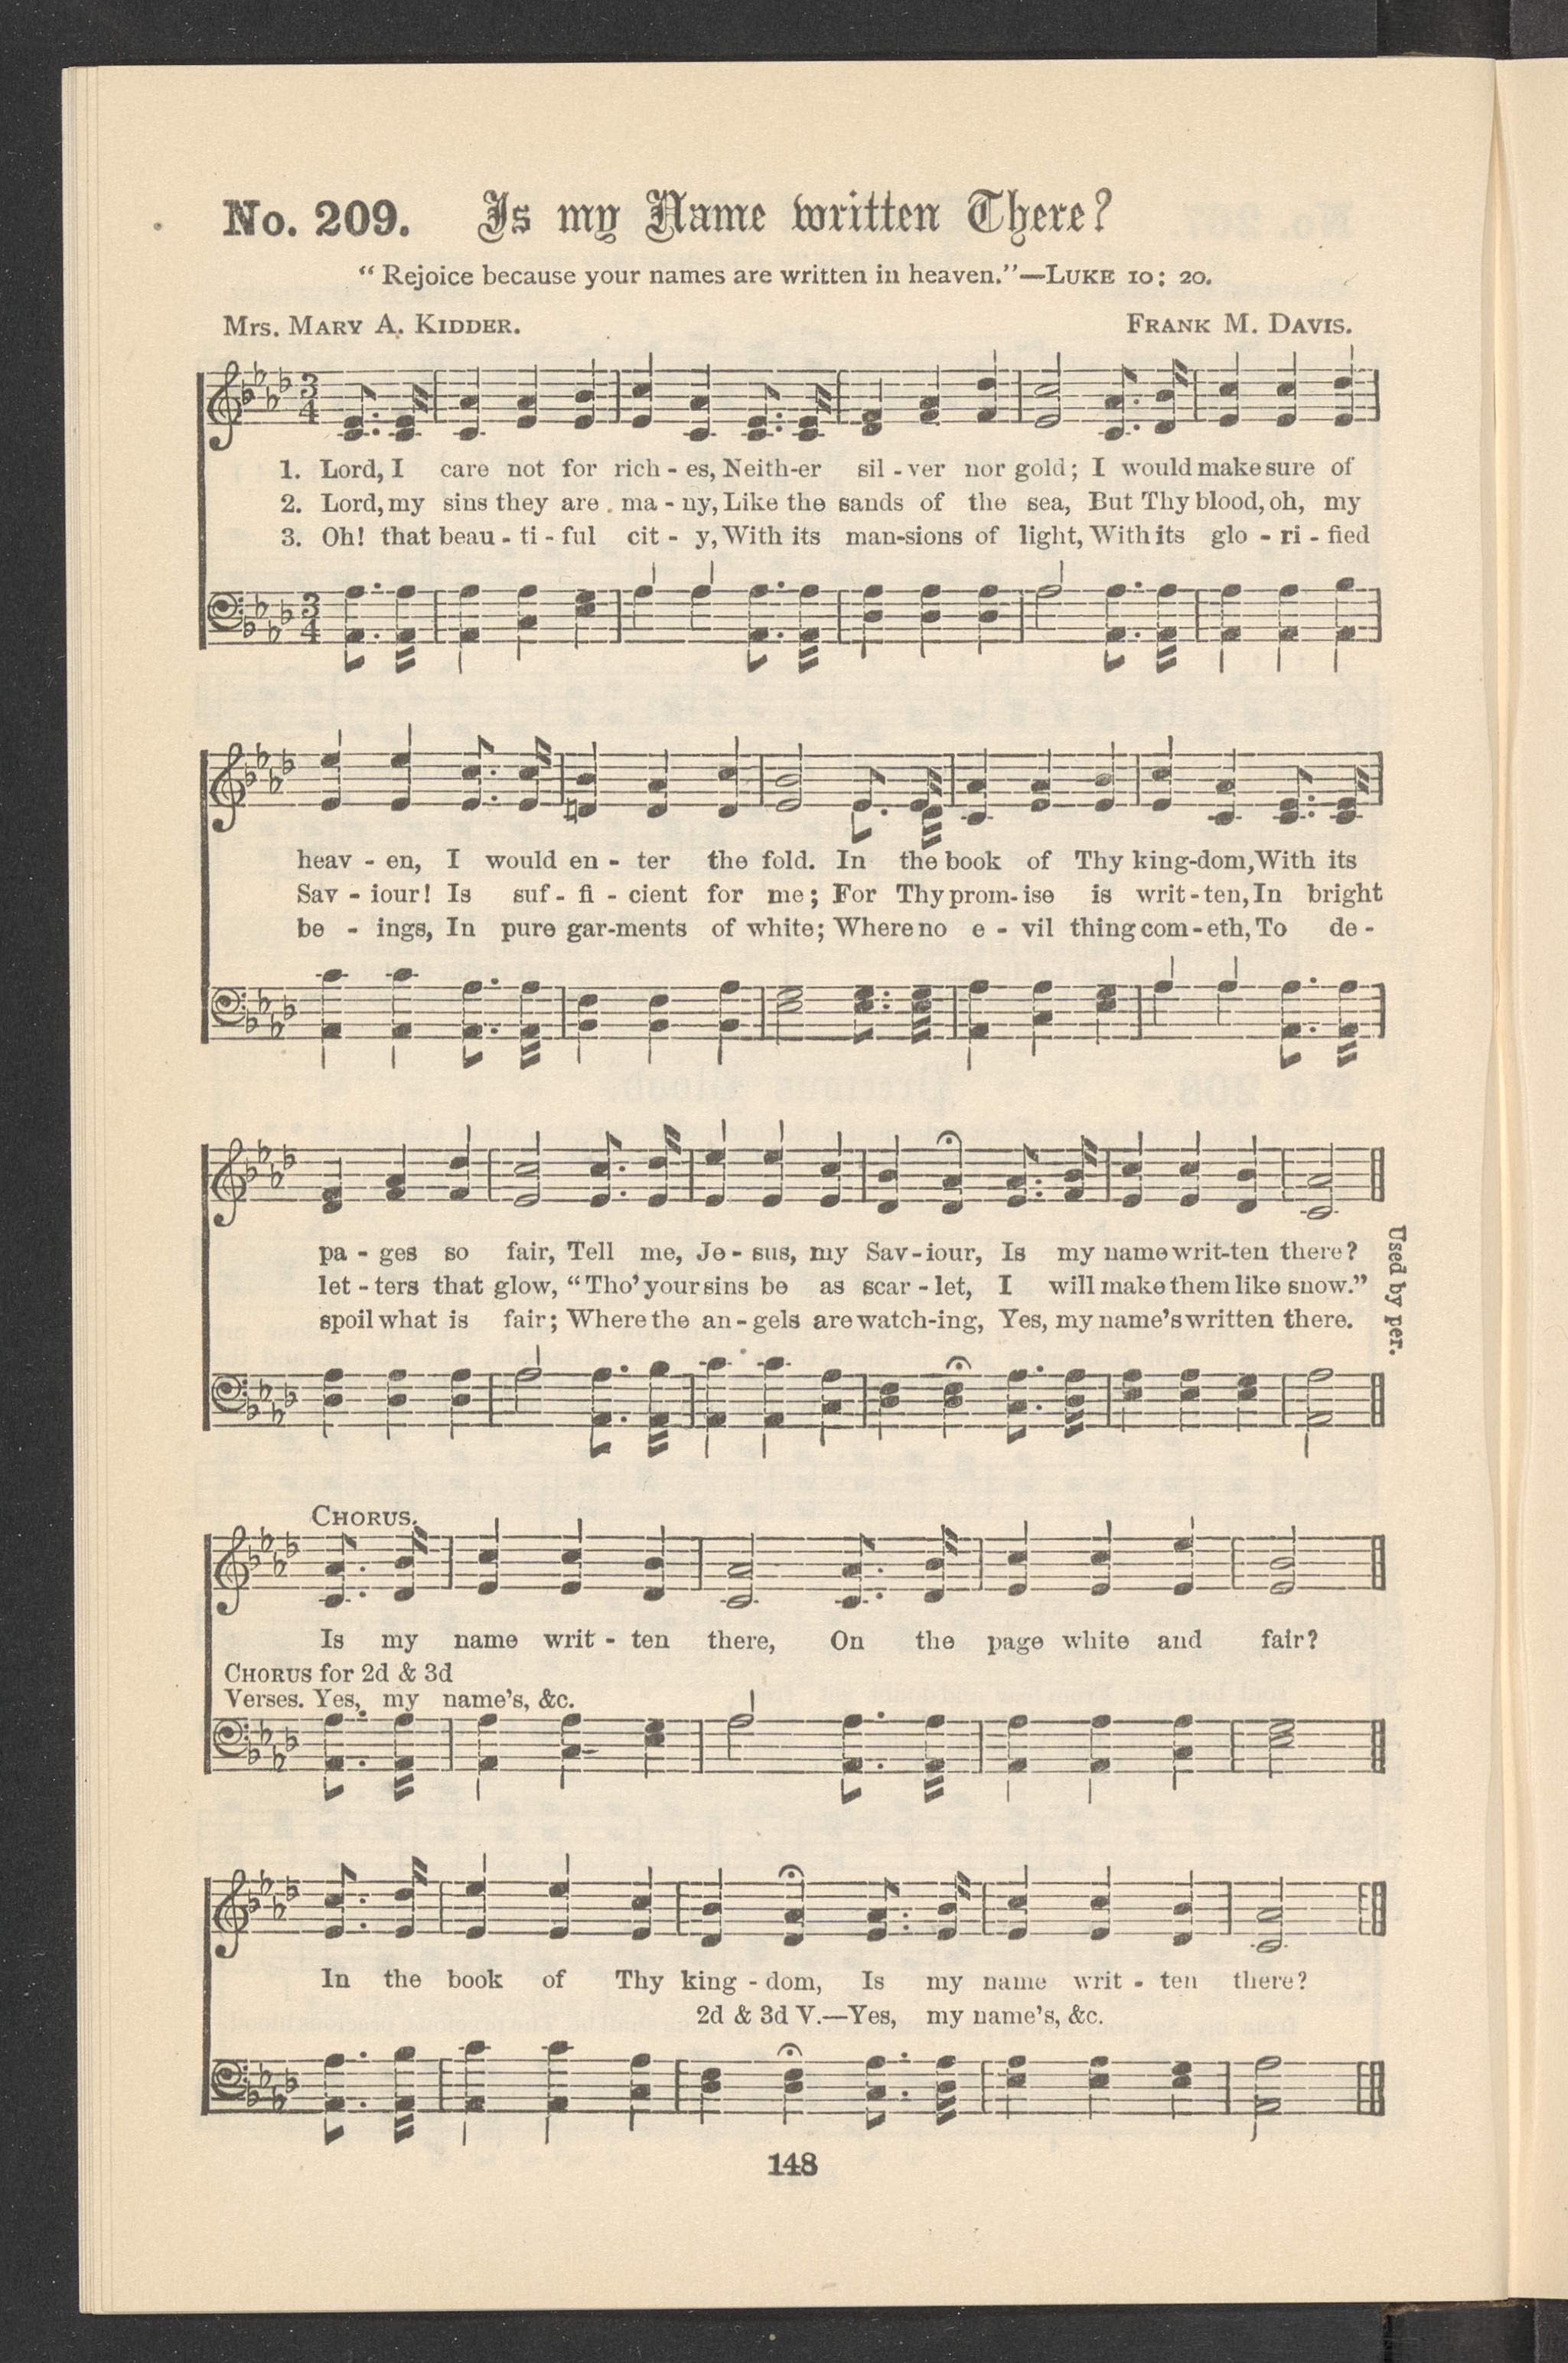 No. 209. Is my Name written There?
“Rejoice because your names are written in heaven.”—LUKE 10: 20.
Mrs. MARY A. KIDDER. FRANK M. DAVIS.
1. Lord, I care not for rich - es, Neith-er sil - ver nor gold; I would make sure of
2. Lord, my sins they are ma - ny, Like the sands of the sea, But Thy blood, oh, my
3. Oh! that beau - ti - ful cit - y, With its man-sions of light, With its glo - ri - fied
heav - en, I would en - ter the fold. In the book of Thy king-dom, With its
Sav - iour! Is suf - fi - cient for me; For Thy prom - ise is writ - ten, In bright
be - ings, In pure gar-ments of white; Where no e - vil thing com - eth, To de -
pa - ges so fair, Tell me, Je - sus, my Sav - iour, Is my name writ-ten there?
let - ters that glow, “Tho’ your sins be as scar - let, I will make them like snow.”
spoil what is fair; Where the an - gels are watch-ing, Yes, my name’s written there.
Used by per.
CHORUS.
Is my name writ - ten there, On the page white and fair?
CHORUS for 2d & 3d
Verses. Yes, my name’s, &c.
In the book of Thy king - dom, Is my name writ - ten there?
2d & 3d V.—Yes, my name’s, &c.
148